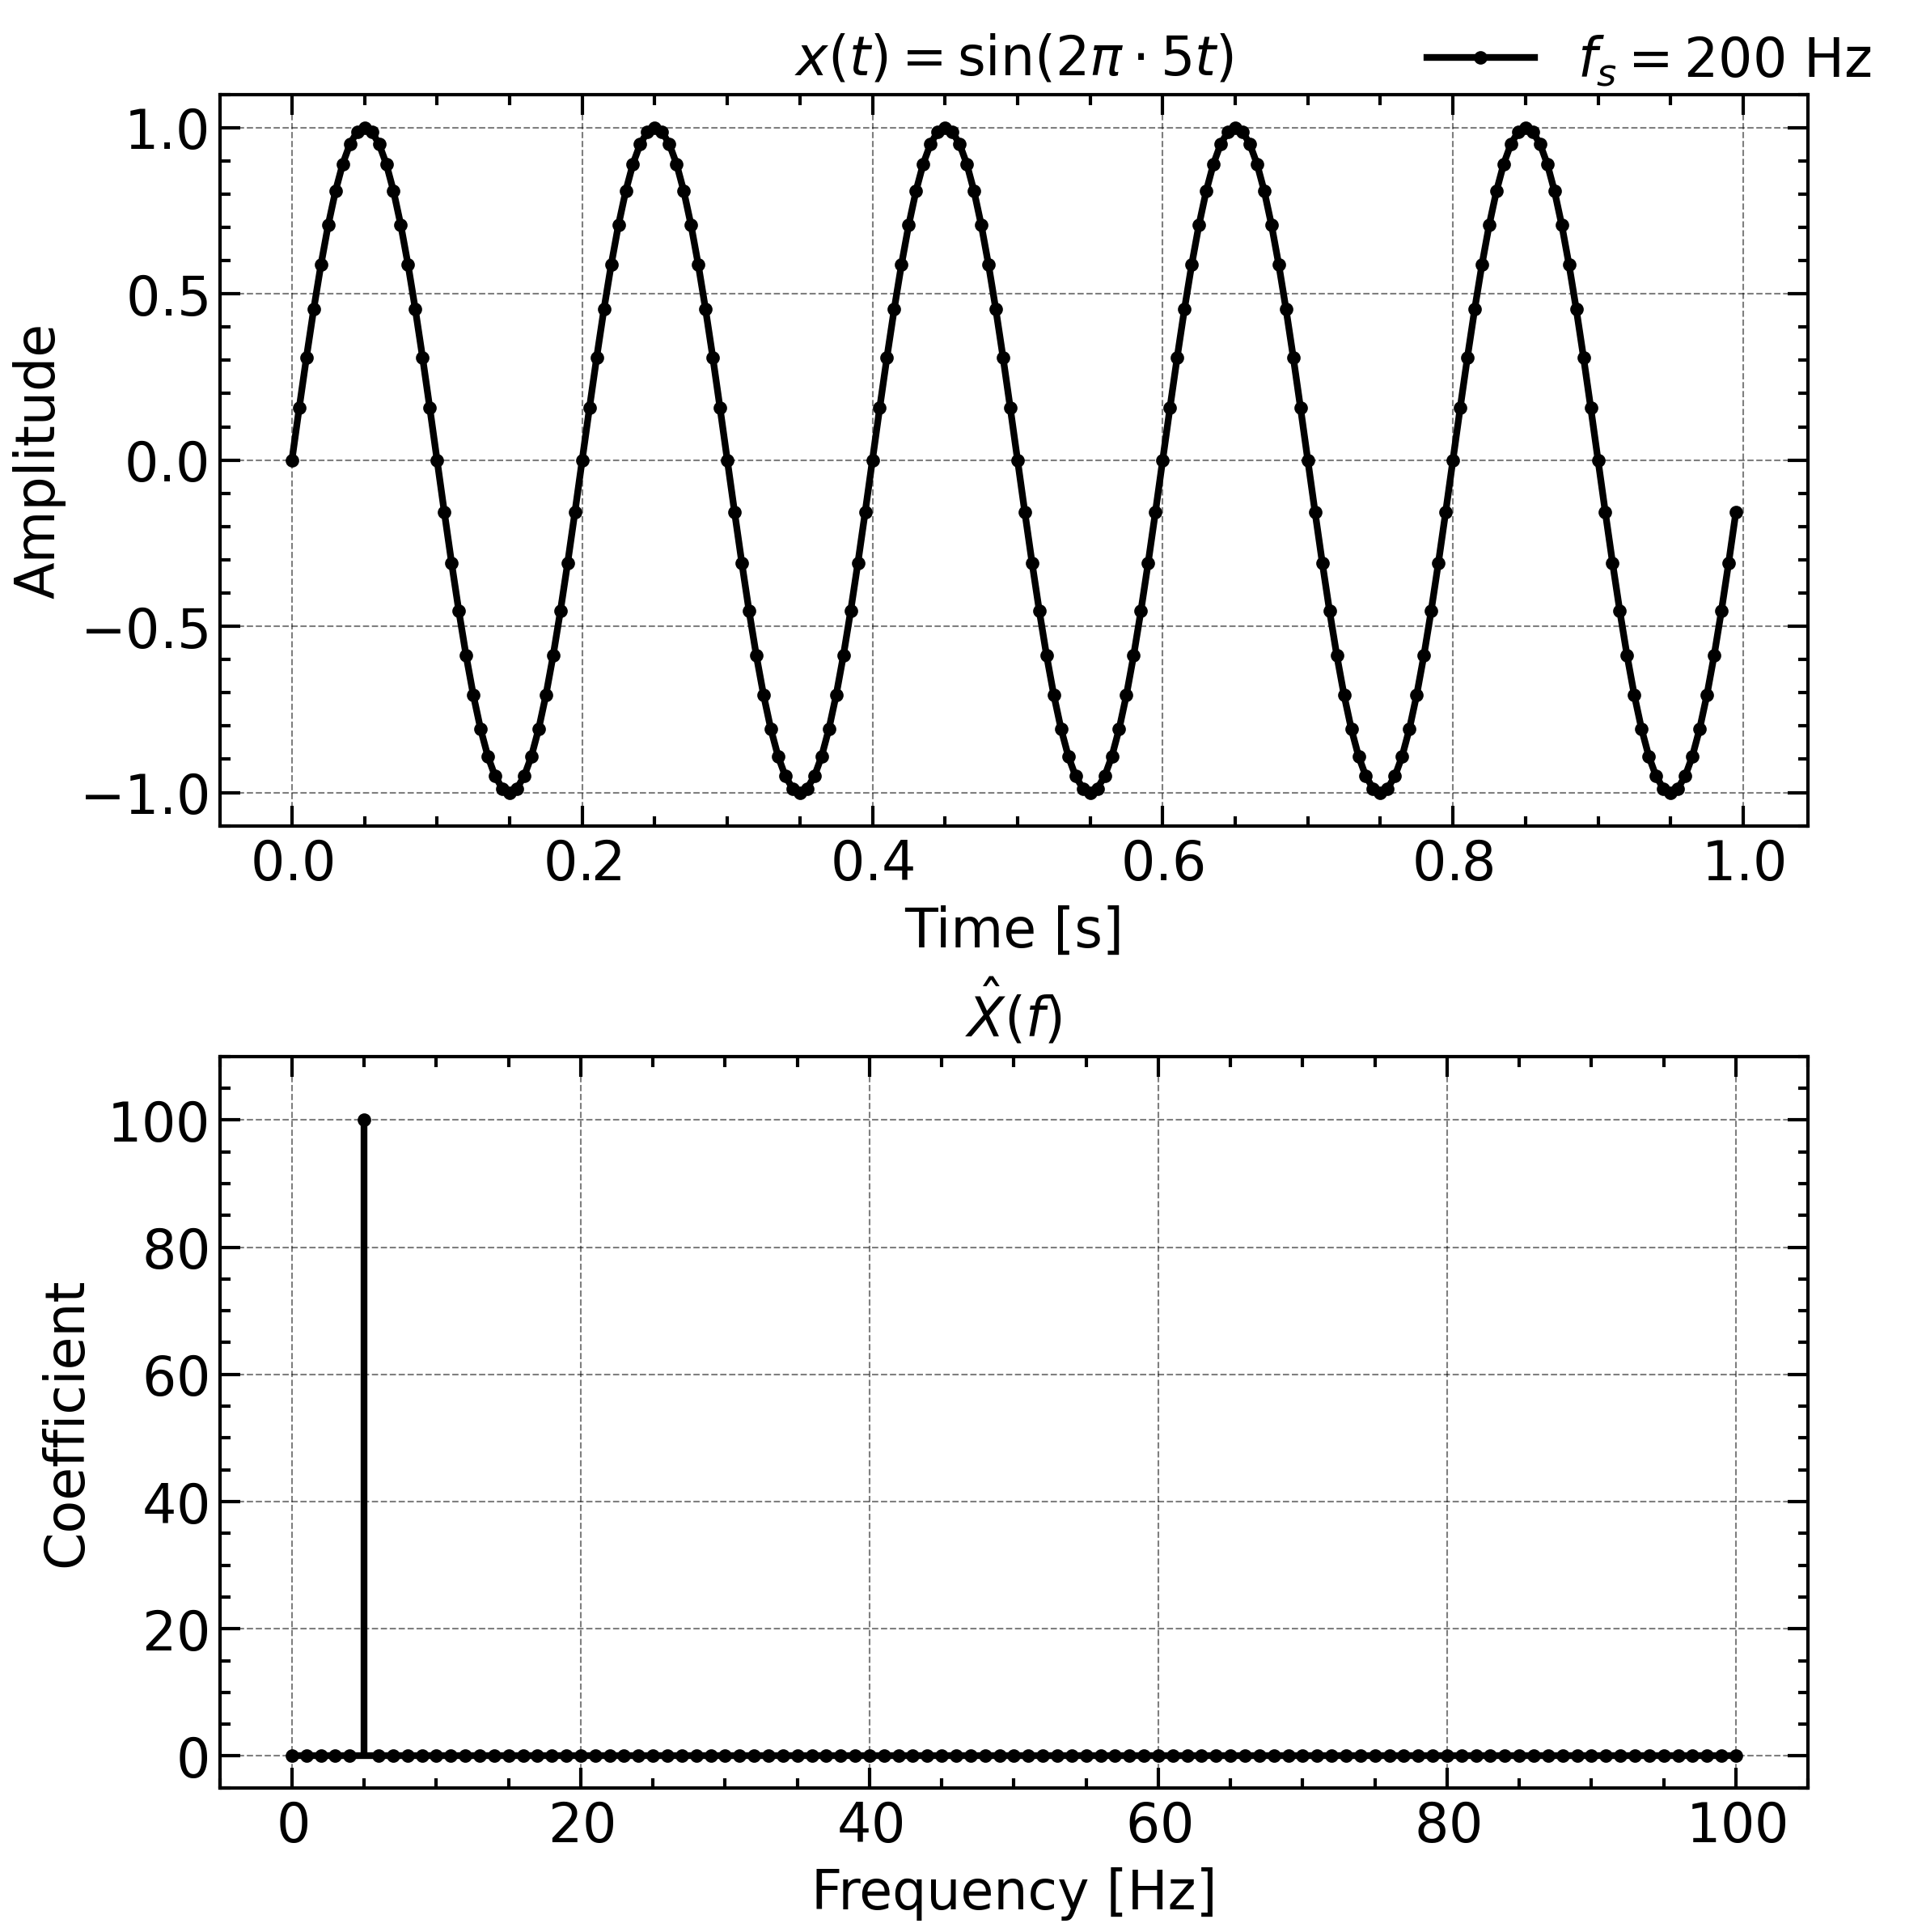 x(t) = sin(2π · 5t)
f_s = 200 Hz
1.0
0.5
0.0
−0.5
−1.0
Amplitude
0.0 0.2 0.4 0.6 0.8 1.0
Time [s]
X̂(f)
100
80
60
40
20
0
Coefficient
0 20 40 60 80 100
Frequency [Hz]